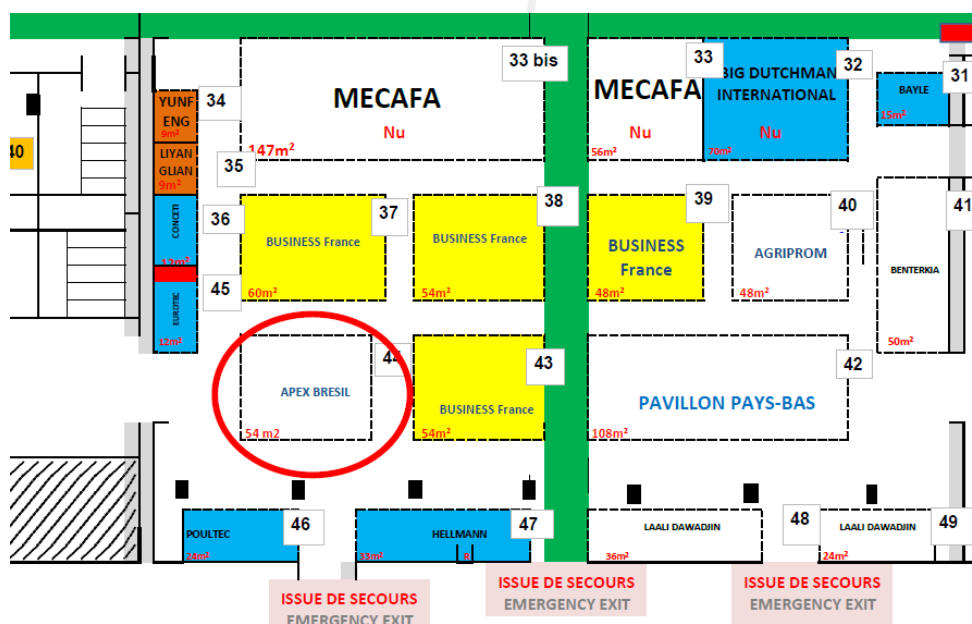 33 bis
33
32
31
MECAFA
Nu
147m²
MECAFA
Nu
56m²
BIG DUTCHMAN
INTERNATIONAL
Nu
70m²
BAYLE
15m²
40
YUNF
ENG
9m²
34
LIYAN
GLIAN
9m²
35
CONCETI
12m²
36
EUROTEC
12m²
45
37
BUSINESS France
60m²
38
BUSINESS France
54m²
39
BUSINESS
France
48m²
40
AGRIPROM
48m²
41
BENTERKIA
50m²
44
APEX BRESIL
54 m2
43
BUSINESS France
54m²
42
PAVILLON PAYS-BAS
108m²
46
POULTEC
24m²
47
HELLMANN
33m²
R
48
LAALI DAWADJIN
36m²
49
LAALI DAWADJIN
24m²
ISSUE DE SECOURS
EMERGENCY EXIT
ISSUE DE SECOURS
EMERGENCY EXIT
ISSUE DE SECOURS
EMERGENCY EXIT